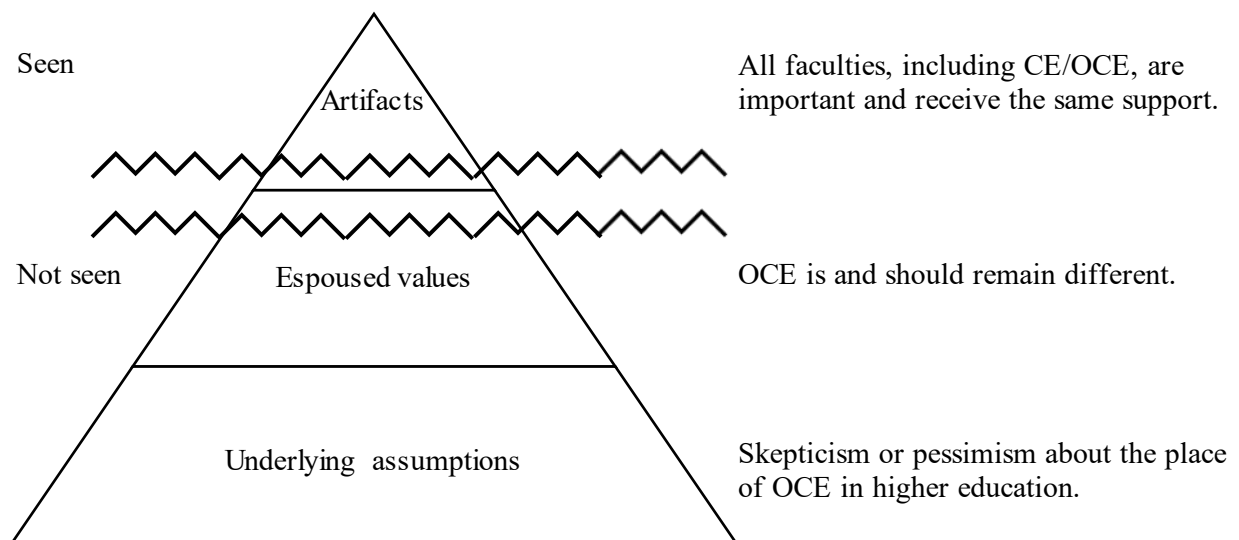 Seen
Artifacts
All faculties, including CE/OCE, are
important and receive the same support.
Not seen
Espoused values
OCE is and should remain different.
Underlying assumptions
Skepticism or pessimism about the place
of OCE in higher education.